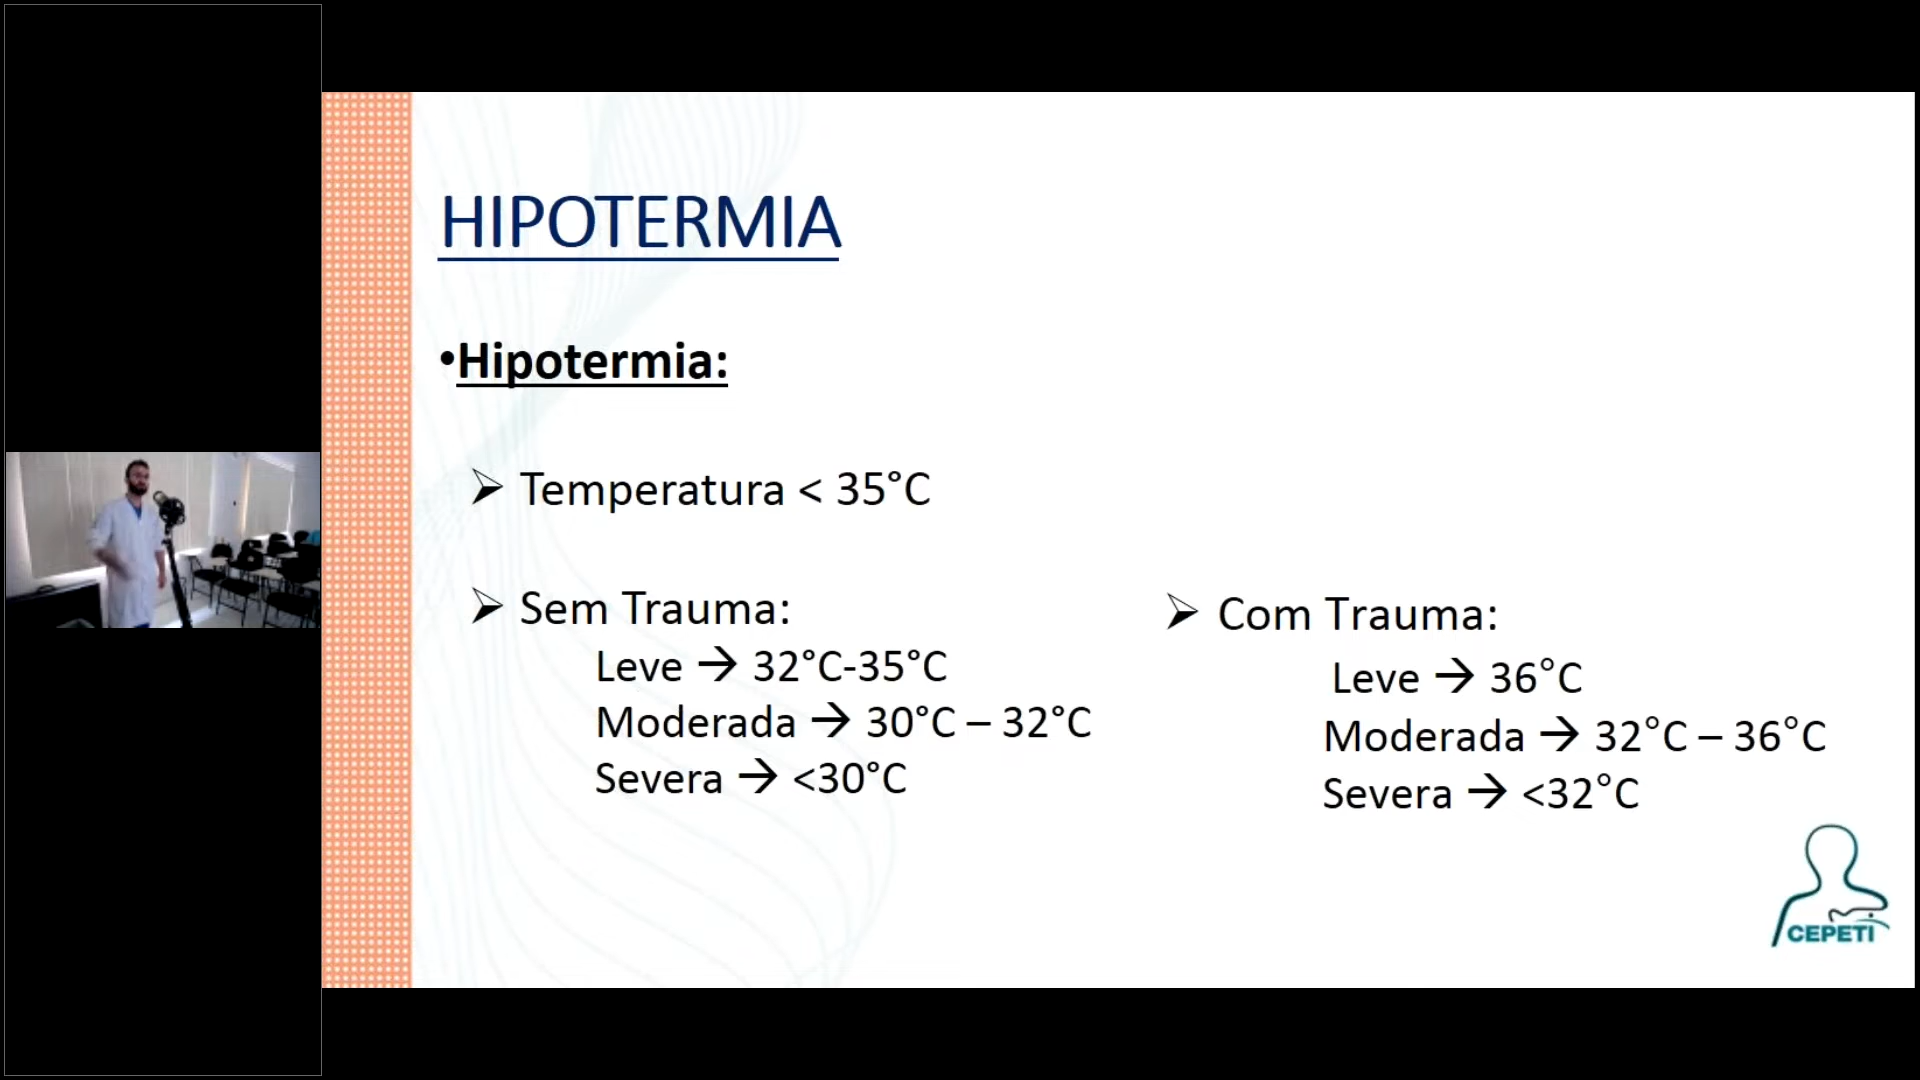 HIPOTERMIA
•Hipotermia:
➢ Temperatura < 35°C
➢ Sem Trauma:
Leve → 32°C-35°C
Moderada → 30°C – 32°C
Severa → <30°C
➢ Com Trauma:
Leve → 36°C
Moderada → 32°C – 36°C
Severa → <32°C
CEPETI